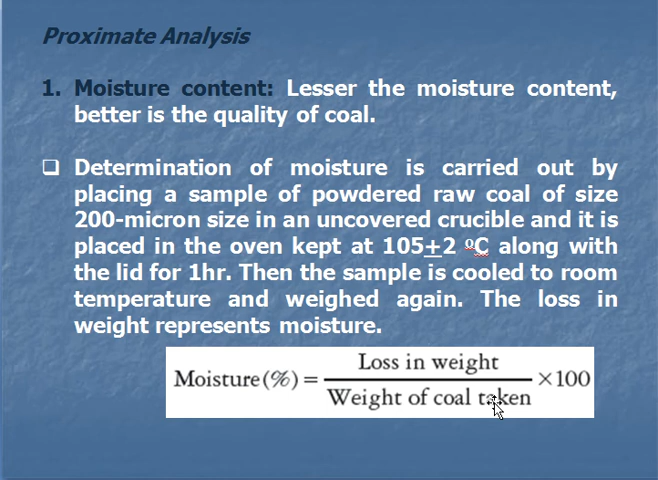 Proximate Analysis
1. Moisture content: Lesser the moisture content,
better is the quality of coal.
❑ Determination of moisture is carried out by
placing a sample of powdered raw coal of size
200-micron size in an uncovered crucible and it is
placed in the oven kept at 105±2 ºC along with
the lid for 1hr. Then the sample is cooled to room
temperature and weighed again. The loss in
weight represents moisture.
Moisture (%) = Loss in weight / Weight of coal taken × 100